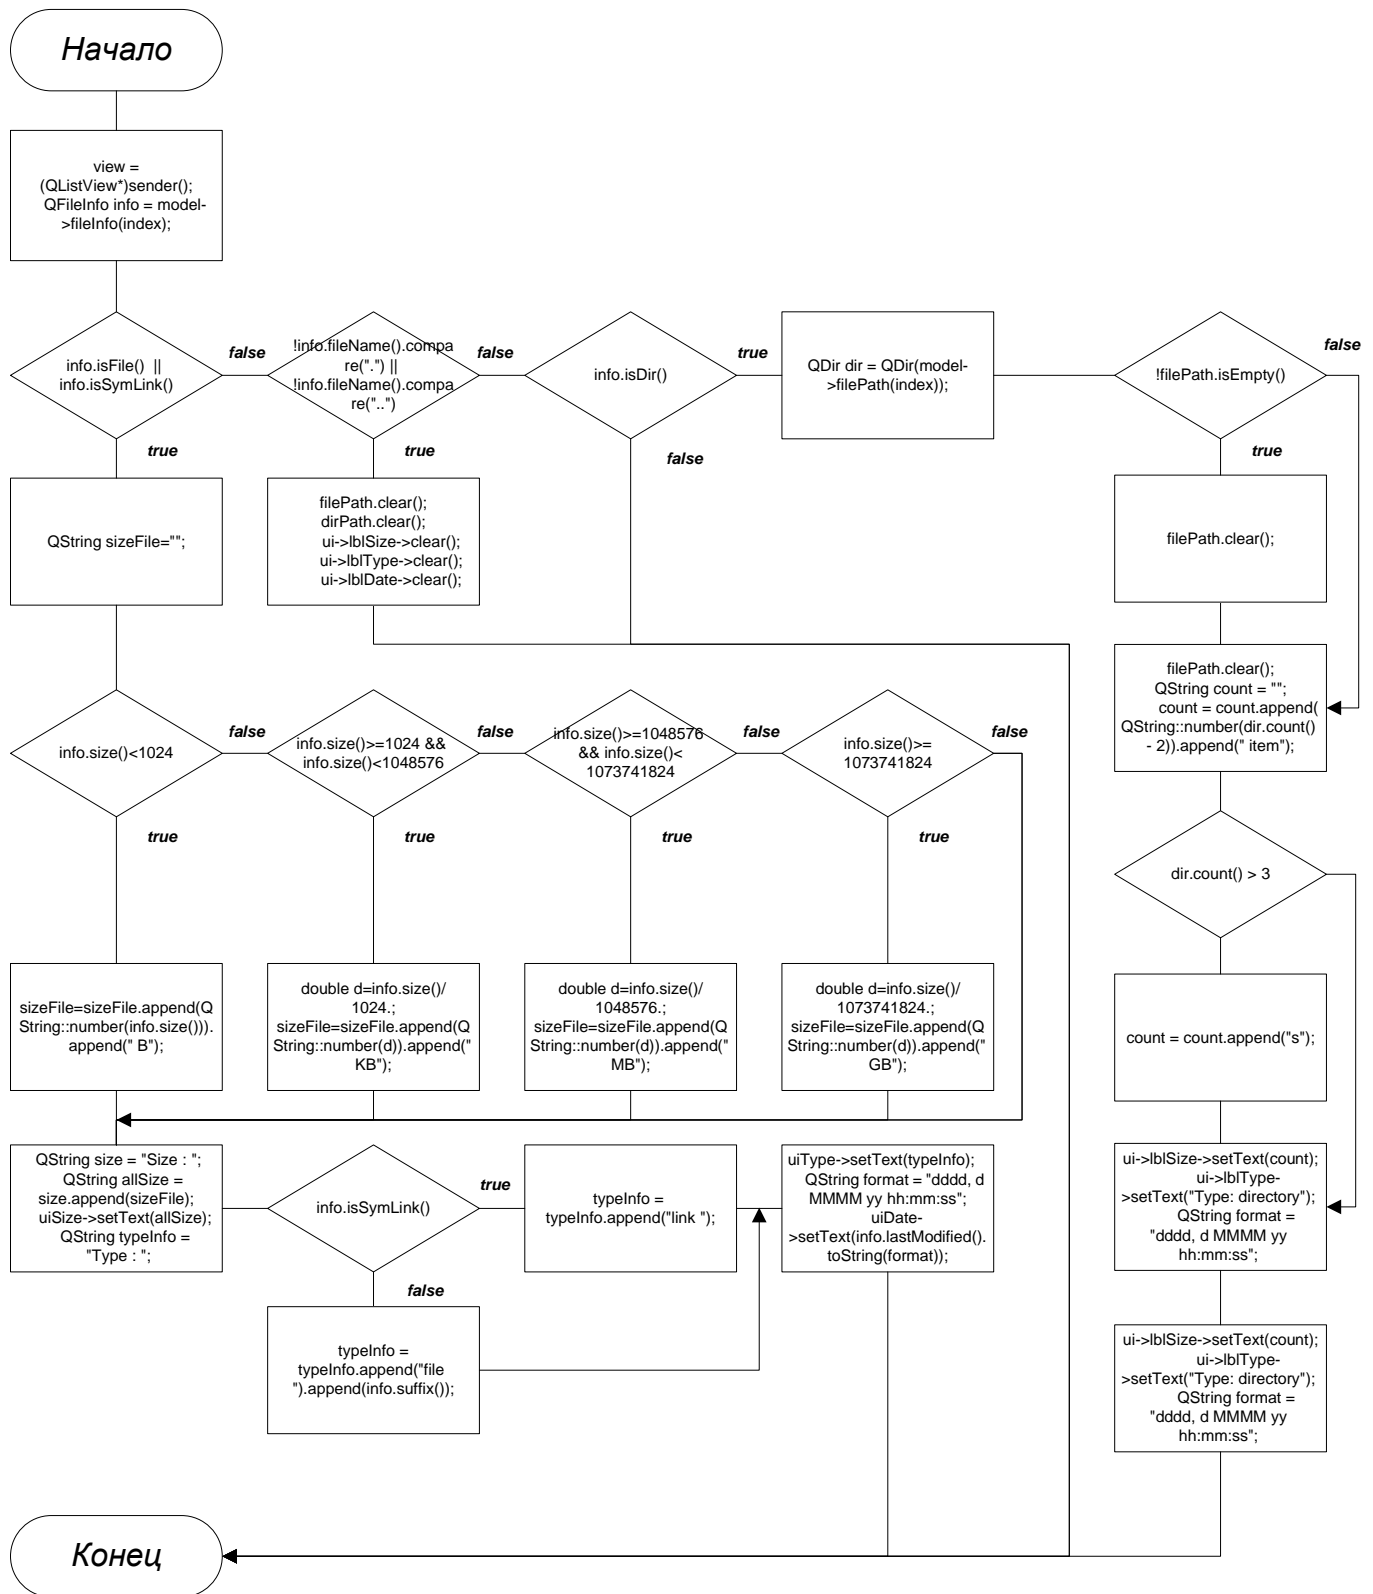 Начало
view =
(QListView*)sender();
QFileInfo info = model-
>fileInfo(index);
info.isFile() ||
info.isSymLink()
false
true
!info.fileName().compa
re(".") ||
!info.fileName().compa
re("..")
false
true
info.isDir()
true
false
QDir dir = QDir(model-
>filePath(index));
!filePath.isEmpty()
false
true
QString sizeFile="";
filePath.clear();
dirPath.clear();
ui->lblSize->clear();
ui->lblType->clear();
ui->lblDate->clear();
filePath.clear();
filePath.clear();
QString count = "";
count = count.append(
QString::number(dir.count()
- 2)).append(" item");
info.size()<1024
false
true
info.size()>=1024 &&
info.size()<1048576
false
true
info.size()>=1048576
&& info.size()<
1073741824
false
true
info.size()>=
1073741824
false
true
dir.count() > 3
sizeFile=sizeFile.append(Q
String::number(info.size())).
append(" B");
double d=info.size()/
1024.;
sizeFile=sizeFile.append(Q
String::number(d)).append("
KB");
double d=info.size()/
1048576.;
sizeFile=sizeFile.append(Q
String::number(d)).append("
MB");
double d=info.size()/
1073741824.;
sizeFile=sizeFile.append(Q
String::number(d)).append("
GB");
count = count.append("s");
QString size = "Size : ";
QString allSize =
size.append(sizeFile);
uiSize->setText(allSize);
QString typeInfo =
"Type : ";
info.isSymLink()
true
false
typeInfo =
typeInfo.append("link ");
uiType->setText(typeInfo);
QString format = "dddd, d
MMMM yy hh:mm:ss";
uiDate-
>setText(info.lastModified().
toString(format));
ui->lblSize->setText(count);
ui->lblType-
>setText("Type: directory");
QString format =
"dddd, d MMMM yy
hh:mm:ss";
typeInfo =
typeInfo.append("file
").append(info.suffix());
ui->lblSize->setText(count);
ui->lblType-
>setText("Type: directory");
QString format =
"dddd, d MMMM yy
hh:mm:ss";
Конец